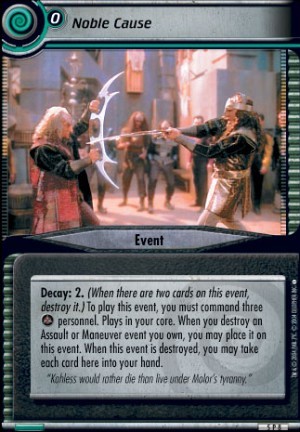 0 Noble Cause
Event
Decay: 2. (When there are two cards on this event,
destroy it.) To play this event, you must command three
personnel. Plays in your core. When you destroy an
Assault or Maneuver event you own, you may place it on
this event. When this event is destroyed, you may take
each card here into your hand.
"Kahless would rather die than live under Molor's tyranny."